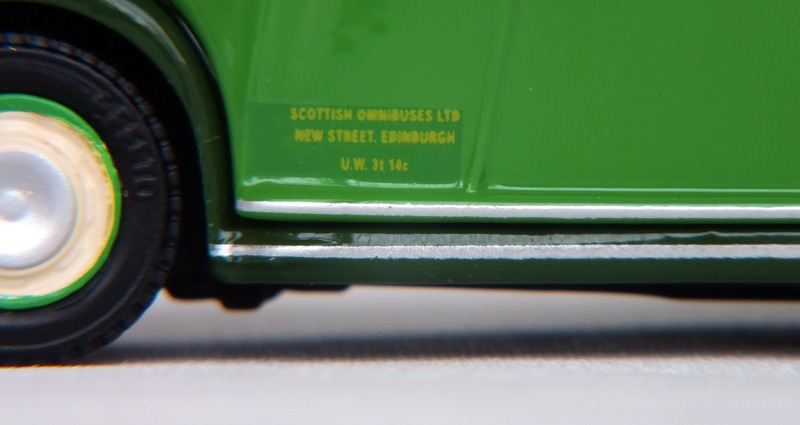 SCOTTISH OMNIBUSES LTD
NEW STREET. EDINBURGH
U.W. 3t 14c